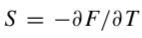 S = −∂F/∂T